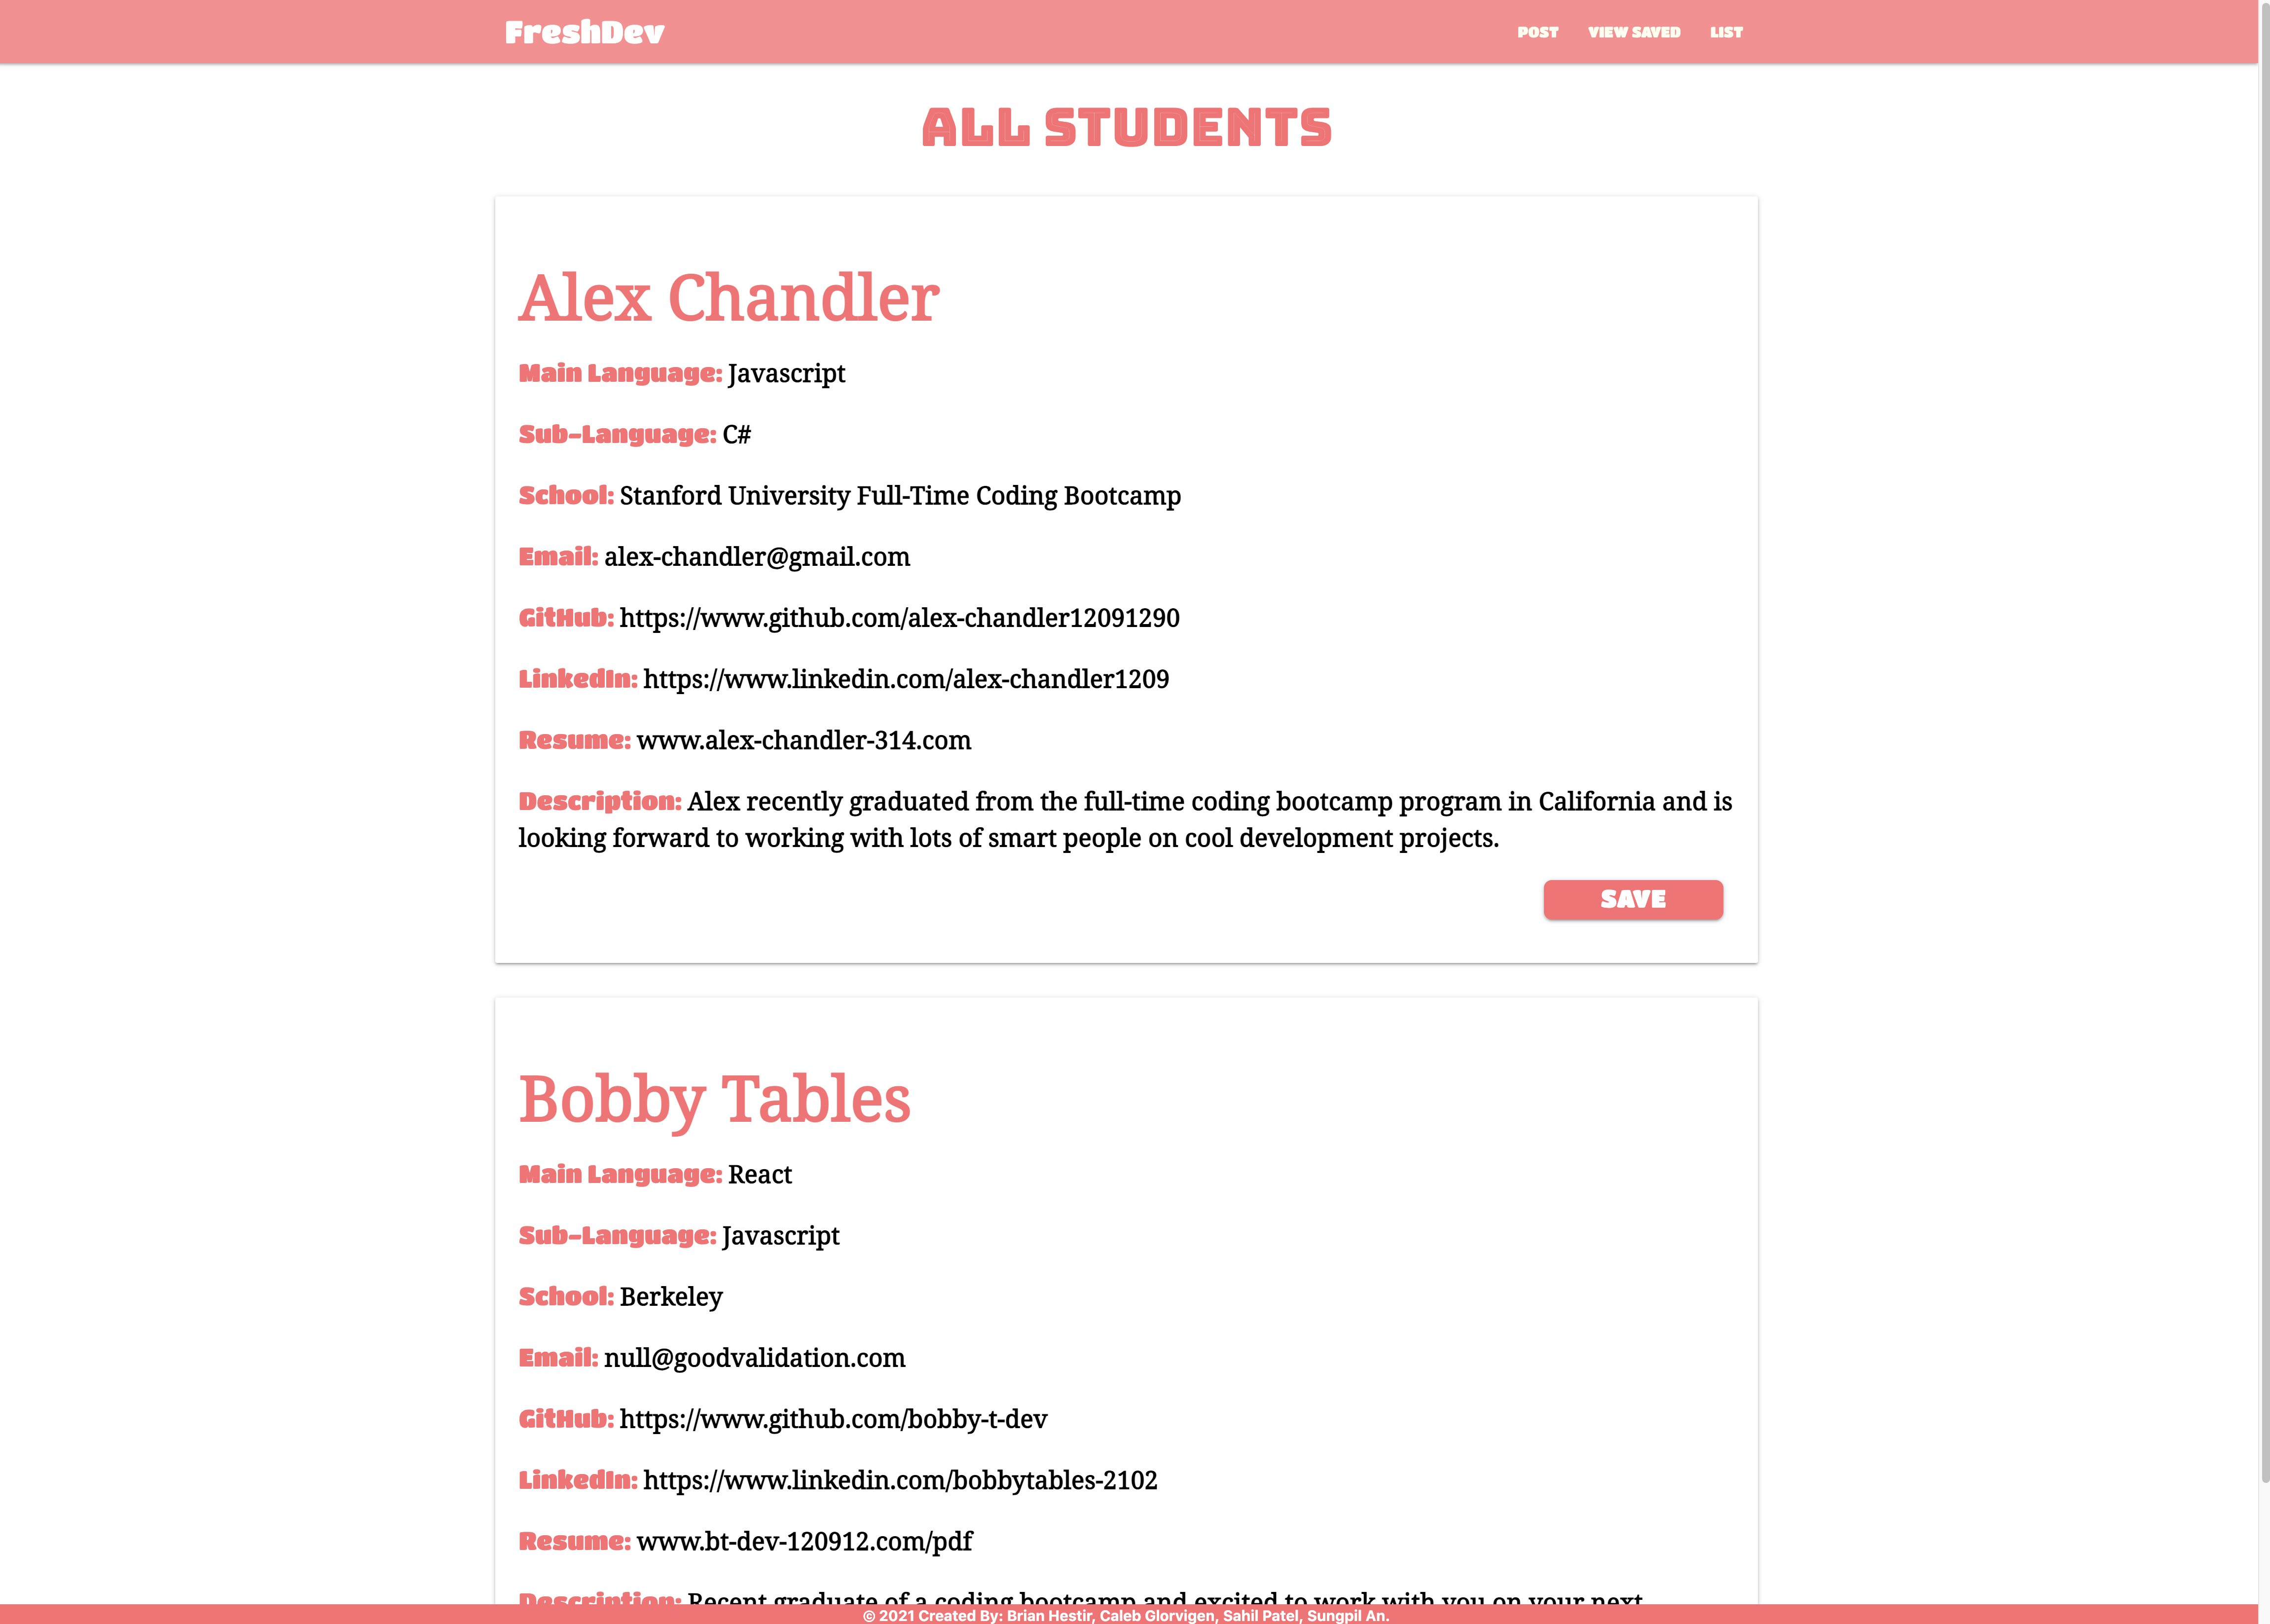 FreshDev
POST VIEW SAVED LIST
ALL STUDENTS
Alex Chandler
Main Language: Javascript
Sub-Language: C#
School: Stanford University Full-Time Coding Bootcamp
Email: alex-chandler@gmail.com
GitHub: https://www.github.com/alex-chandler12091290
LinkedIn: https://www.linkedin.com/alex-chandler1209
Resume: www.alex-chandler-314.com
Description: Alex recently graduated from the full-time coding bootcamp program in California and is
looking forward to working with lots of smart people on cool development projects.
SAVE
Bobby Tables
Main Language: React
Sub-Language: Javascript
School: Berkeley
Email: null@goodvalidation.com
GitHub: https://www.github.com/bobby-t-dev
LinkedIn: https://www.linkedin.com/bobbytables-2102
Resume: www.bt-dev-120912.com/pdf
Description: Recent graduate of a coding bootcamp and excited to work with you on your next
© 2021 Created By: Brian Hestir, Caleb Glorvigen, Sahil Patel, Sungpil An.